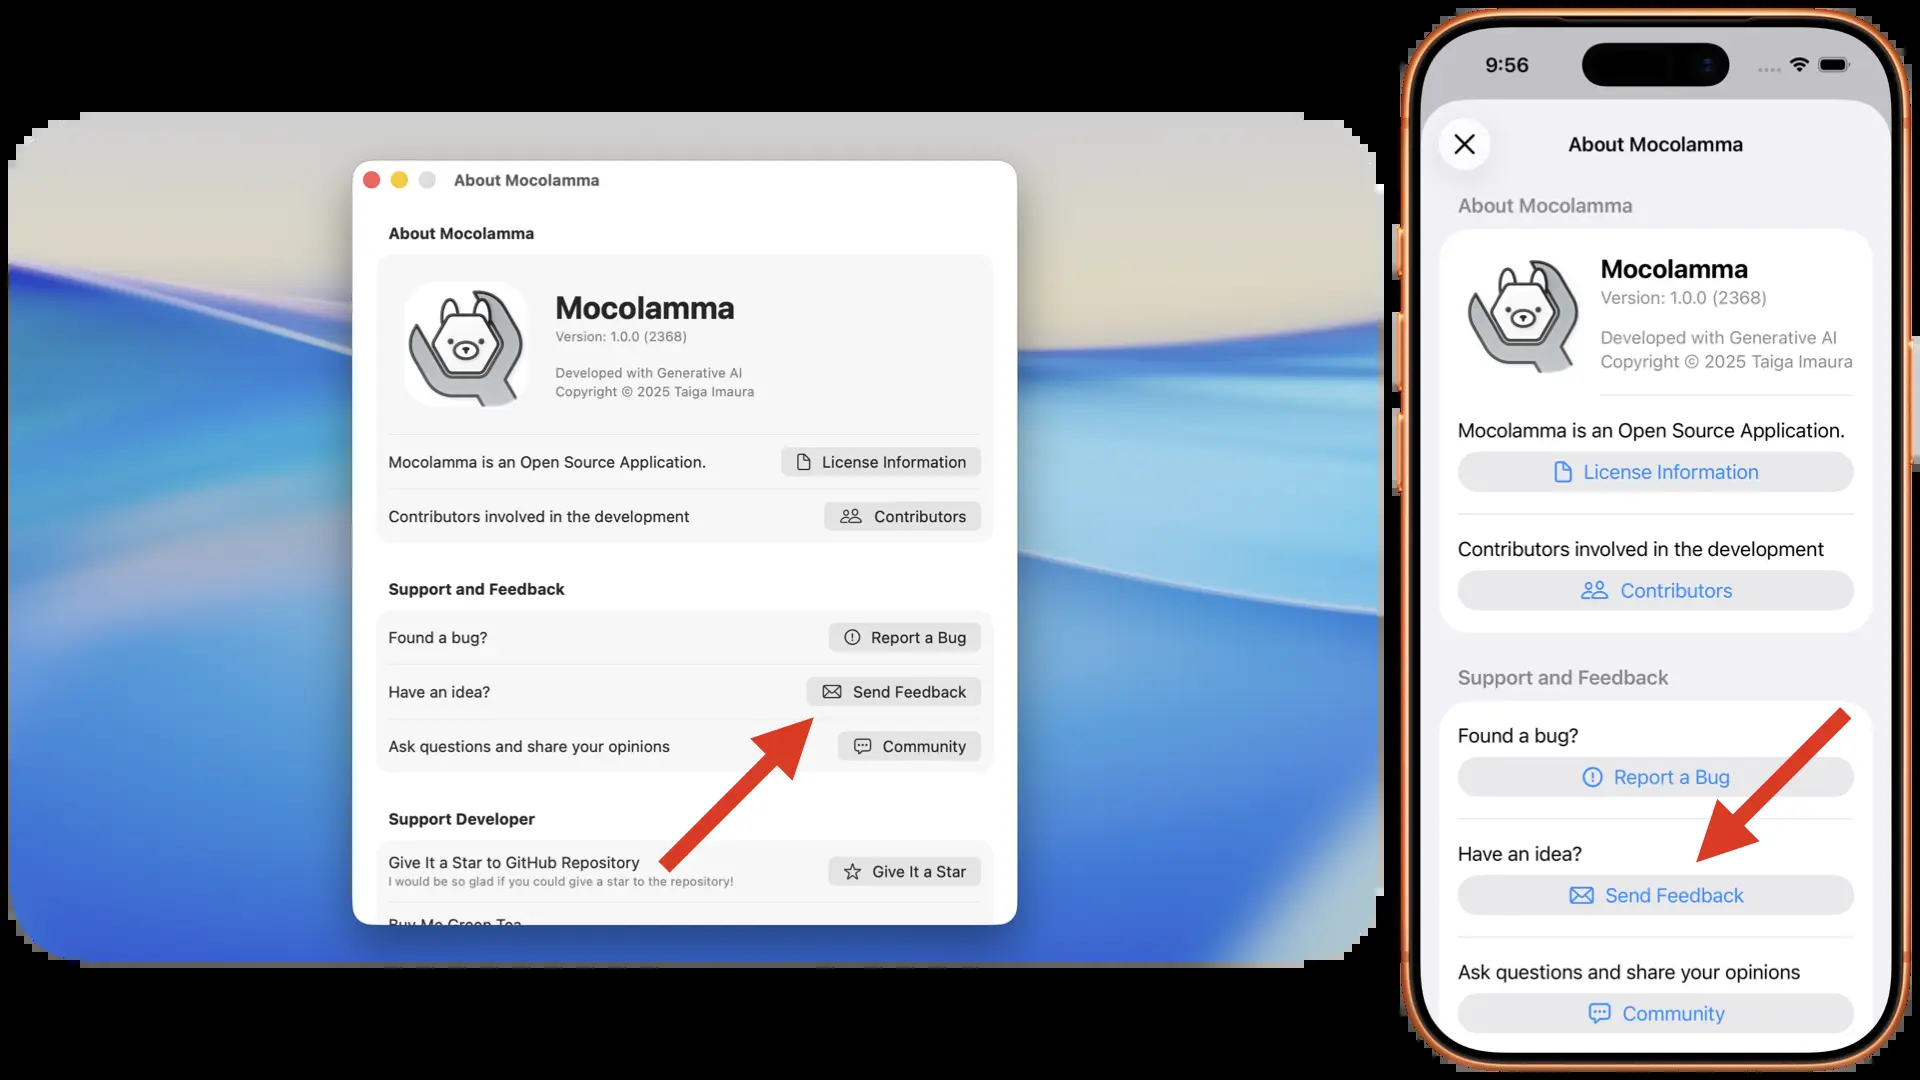 About Mocolamma
About Mocolamma
Mocolamma
Version: 1.0.0 (2368)
Developed with Generative AI
Copyright © 2025 Taiga Imaura
Mocolamma is an Open Source Application.
License Information
Contributors involved in the development
Contributors
Support and Feedback
Found a bug?
Report a Bug
Have an idea?
Send Feedback
Ask questions and share your opinions
Community
Support Developer
Give It a Star to GitHub Repository
I would be so glad if you could give a star to the repository!
Give It a Star
Buy Me Green Tea
9:56
About Mocolamma
About Mocolamma
Mocolamma
Version: 1.0.0 (2368)
Developed with Generative AI
Copyright © 2025 Taiga Imaura
Mocolamma is an Open Source Application.
License Information
Contributors involved in the development
Contributors
Support and Feedback
Found a bug?
Report a Bug
Have an idea?
Send Feedback
Ask questions and share your opinions
Community